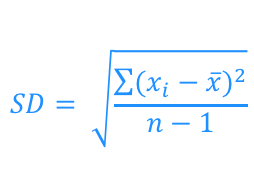 SD = √(∑(xᵢ − x̄)² / (n − 1))